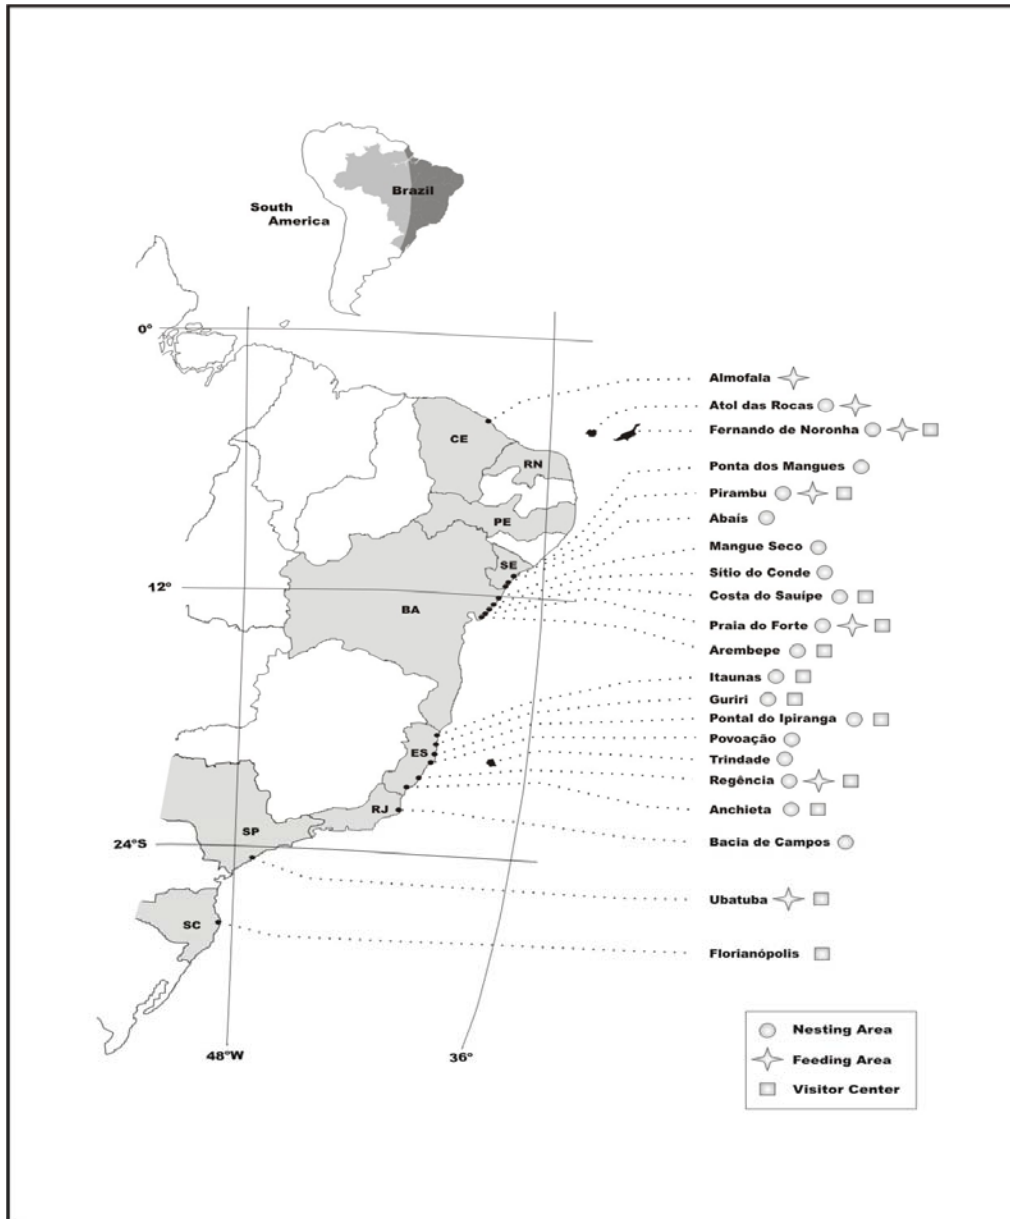 Brazil
South
America
0°
Almofala
Atol das Rocas
Fernando de Noronha
CE
RN
Ponta dos Mangues
Pirambu
PE
Abaís
Mangue Seco
SE
Sítio do Conde
12°
Costa do Sauípe
BA
Praia do Forte
Arembepe
Itaunas
Guriri
Pontal do Ipiranga
Povoação
ES
Trindade
Regência
RJ
Anchieta
SP
Bacia de Campos
24°S
Ubatuba
SC
Florianópolis
48°W
36°
Nesting Area
Feeding Area
Visitor Center